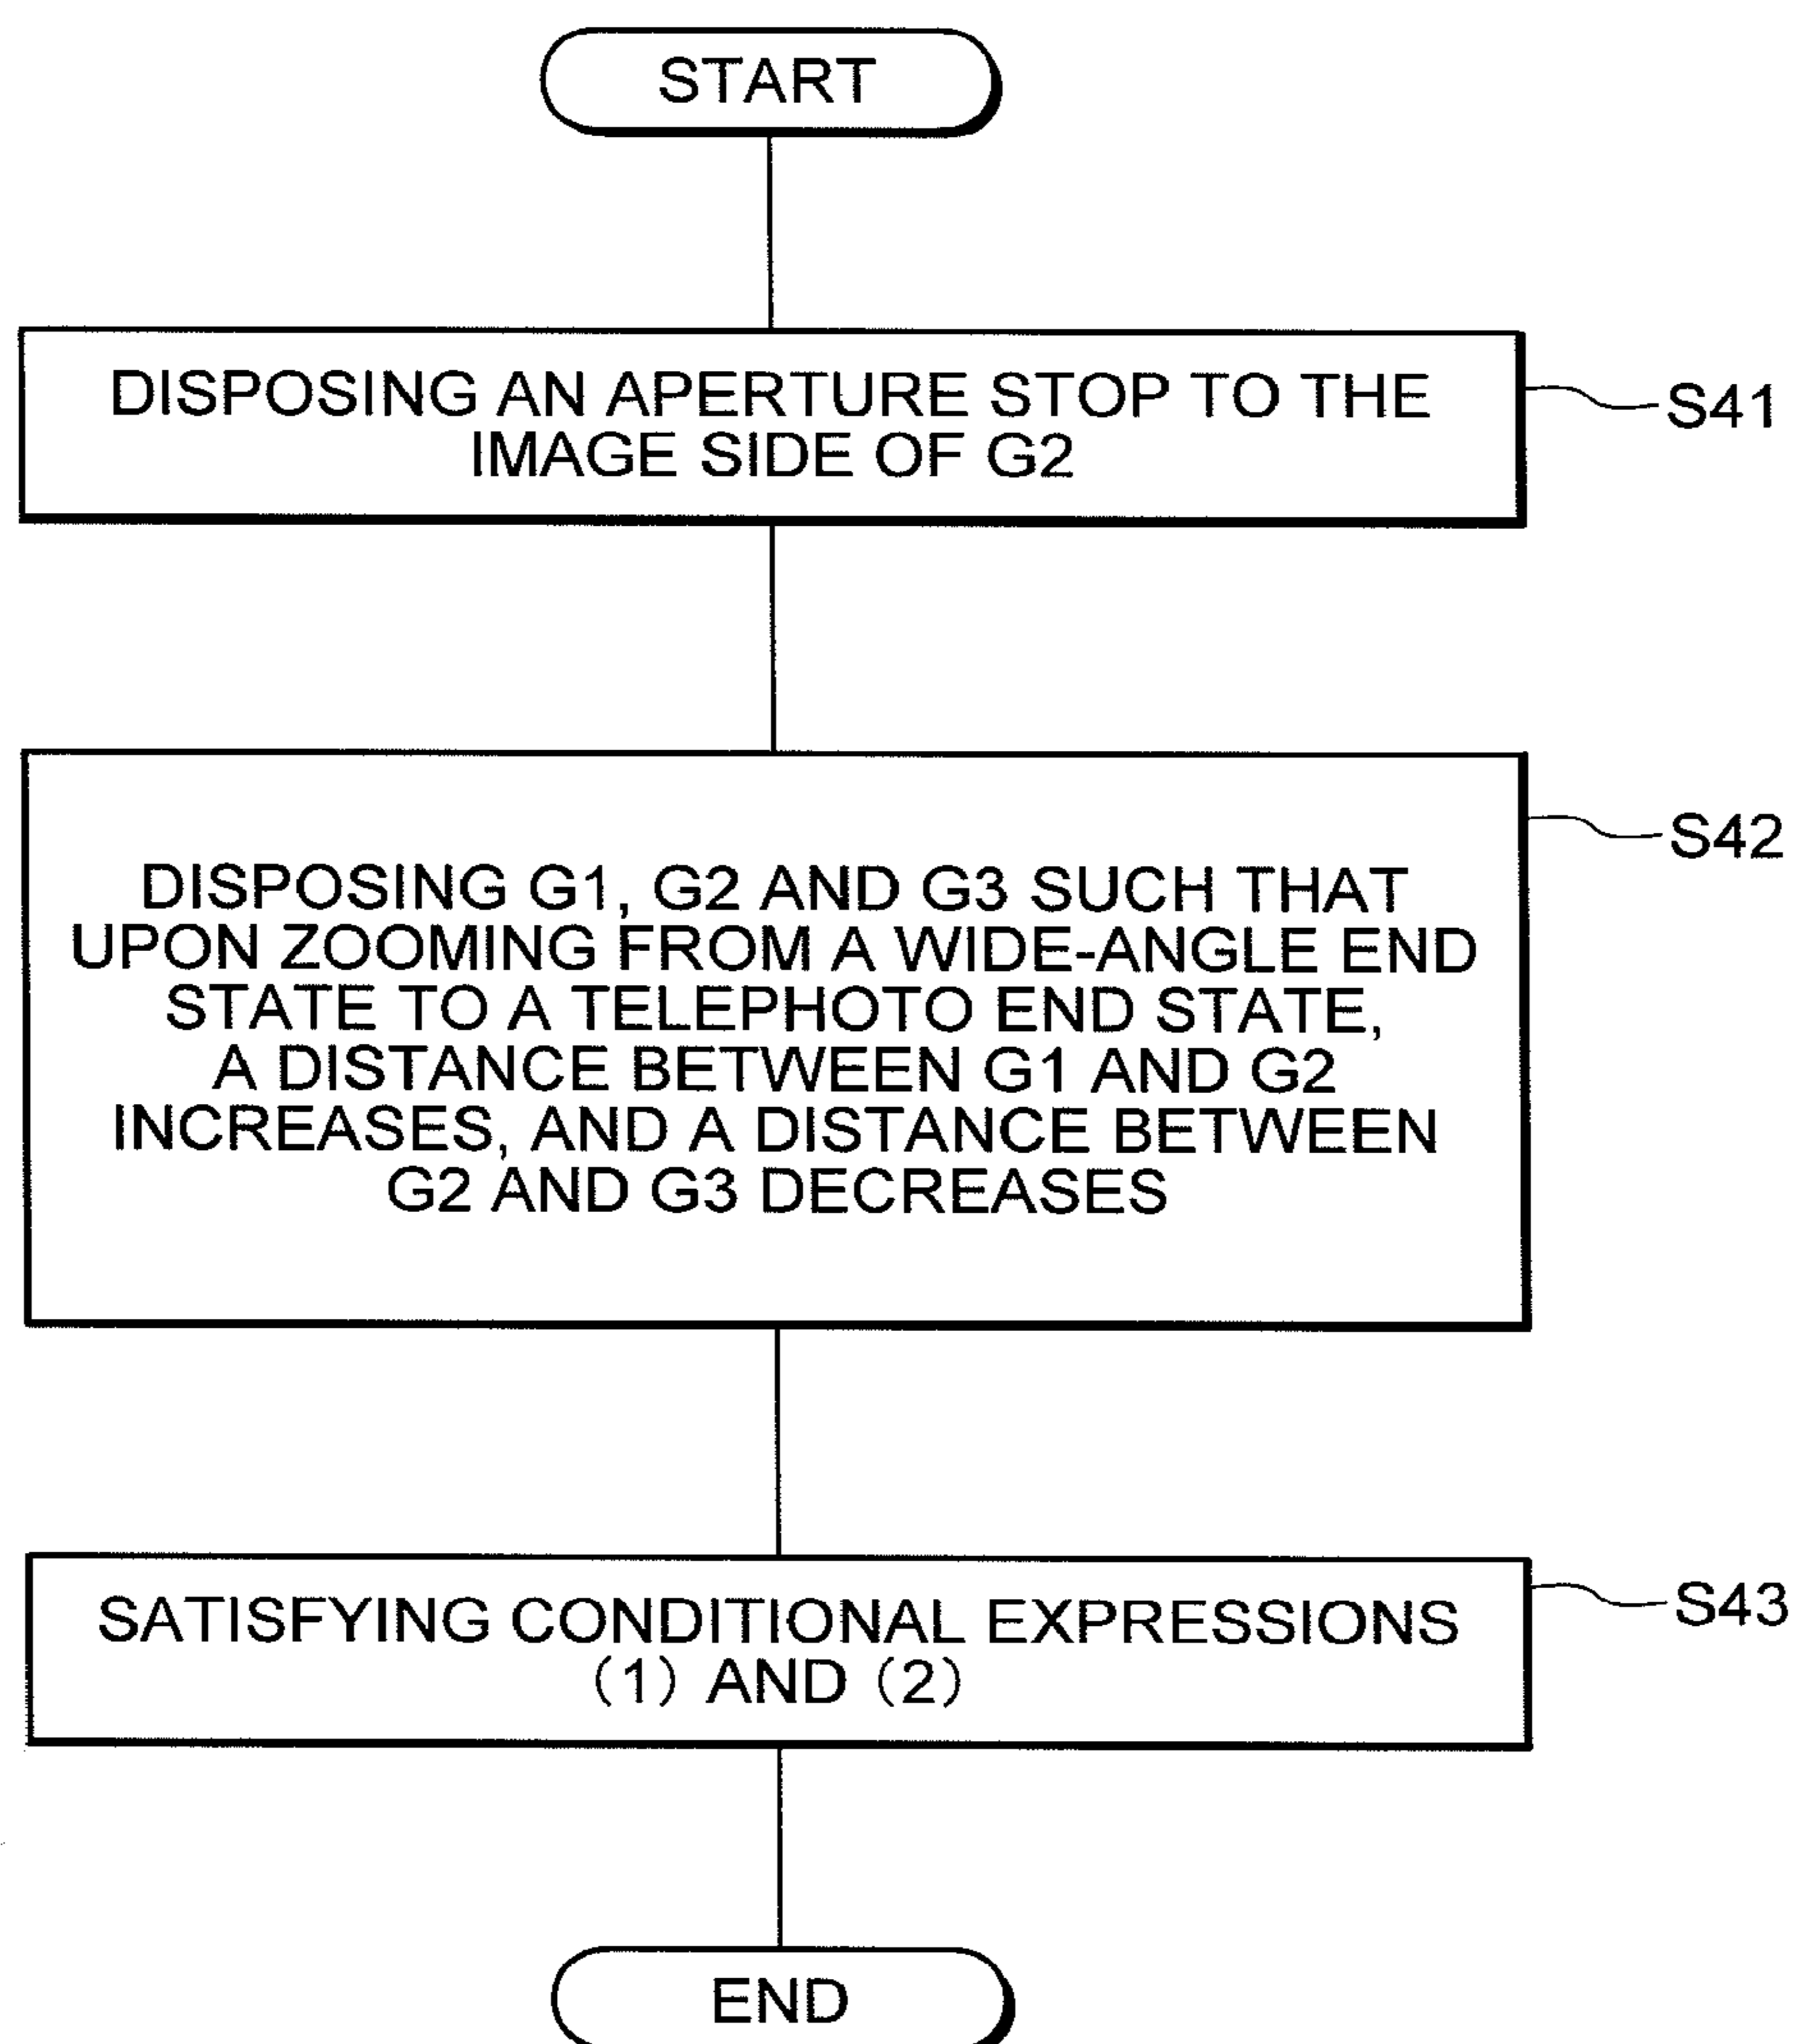 START
DISPOSING AN APERTURE STOP TO THE
IMAGE SIDE OF G2
S41
DISPOSING G1, G2 AND G3 SUCH THAT
UPON ZOOMING FROM A WIDE-ANGLE END
STATE TO A TELEPHOTO END STATE,
A DISTANCE BETWEEN G1 AND G2
INCREASES, AND A DISTANCE BETWEEN
G2 AND G3 DECREASES
S42
SATISFYING CONDITIONAL EXPRESSIONS
(1) AND (2)
S43
END